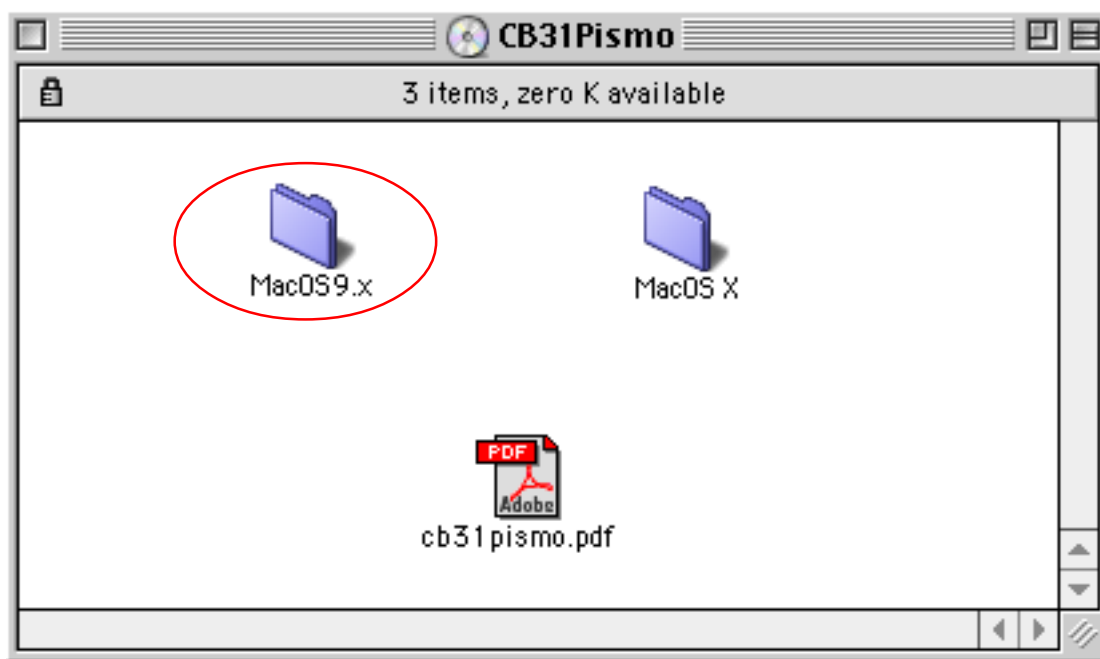 CB31Pismo
3 items, zero K available
MacOS9.x
MacOS X
PDF
Adobe
cb31pismo.pdf